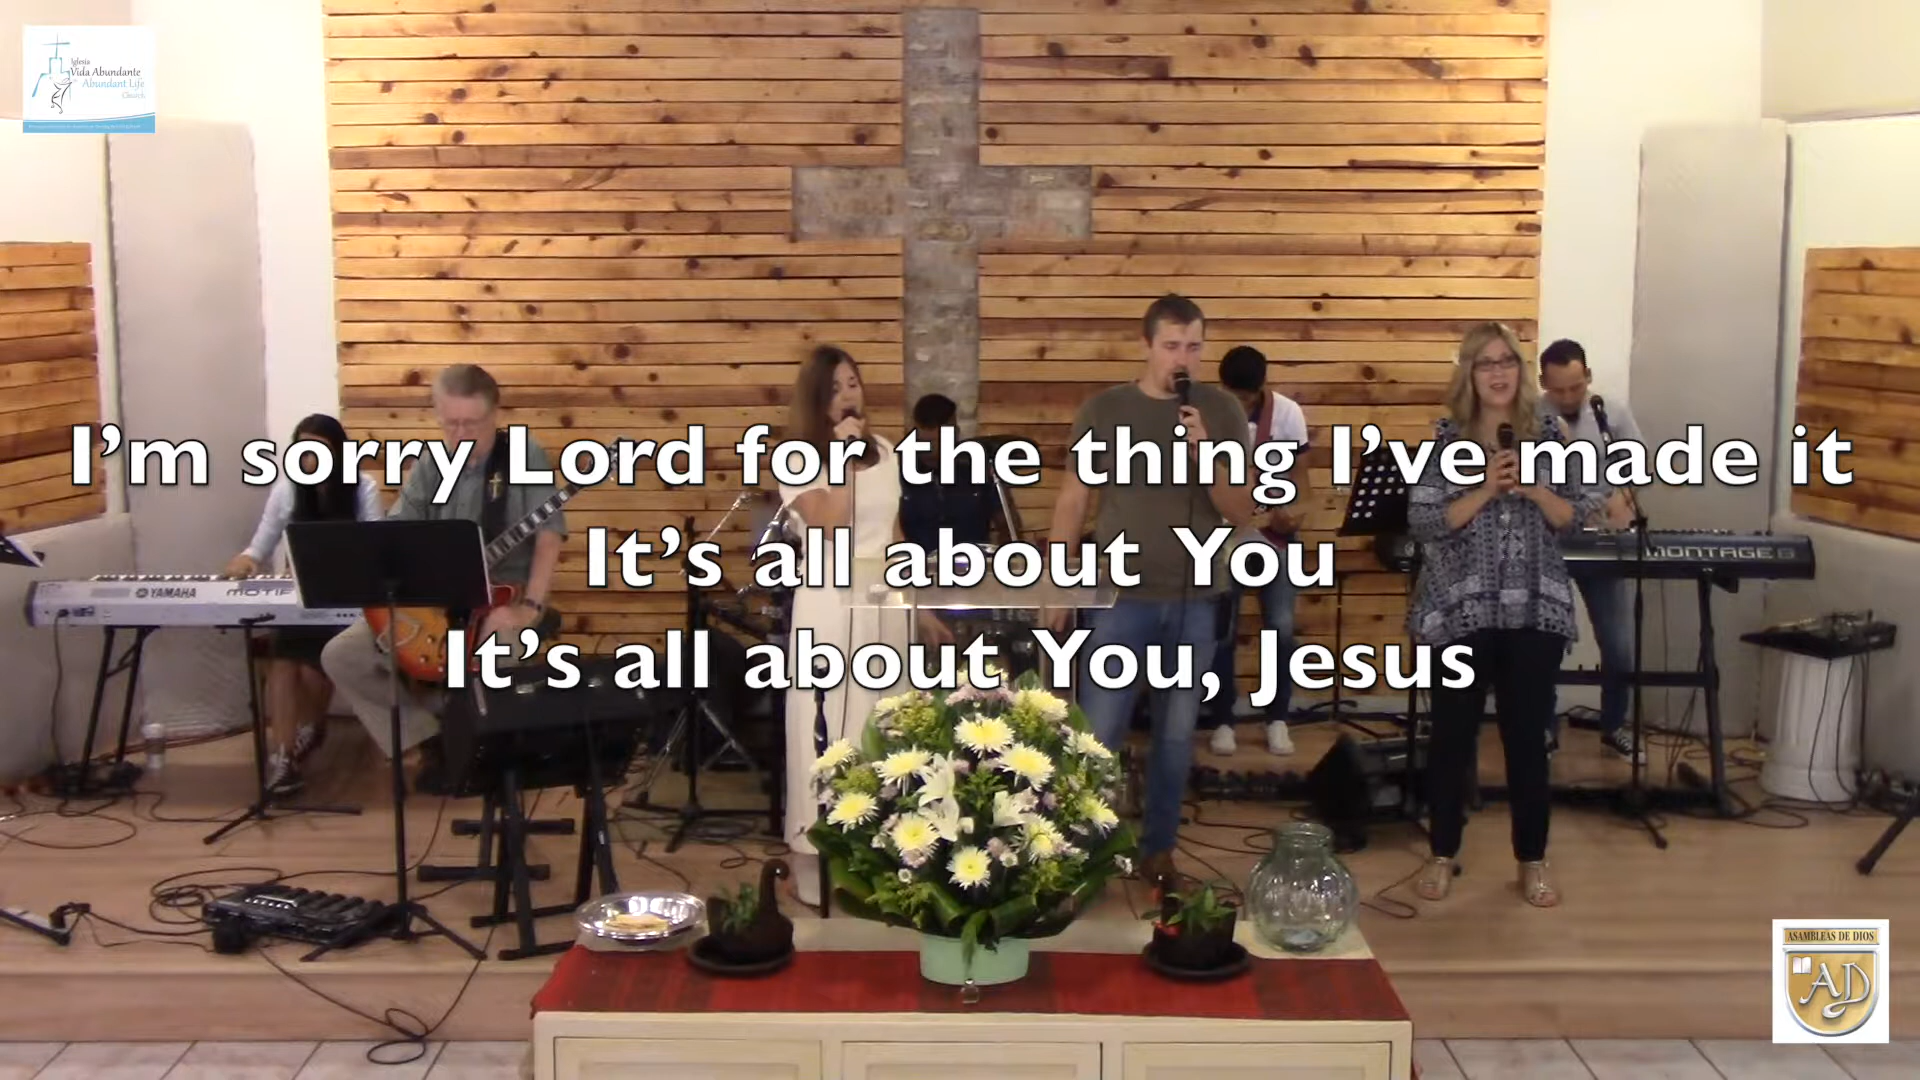 Iglesia
Vida Abundante
Abundant Life
Church
I'm sorry Lord for the thing I've made it
It's all about You
It's all about You, Jesus
YAMAHA MOTIF
MONTAGE8
ASAMBLEAS DE DIOS
AD